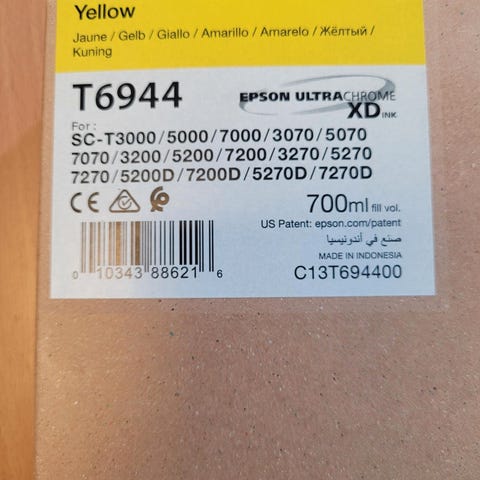 Yellow
Jaune / Gelb / Giallo / Amarillo / Amarelo / Жёлтый /
Kuning
T6944
EPSON ULTRACHROME
XD INK
For :
SC-T3000/5000/7000/3070/5070
7070/3200/5200/7200/3270/5270
7270/5200D/7200D/5270D/7270D
CE
700ml fill vol.
US Patent: epson.com/patent
صنع في أندونيسيا
MADE IN INDONESIA
C13T694400
0 10343 88621 6